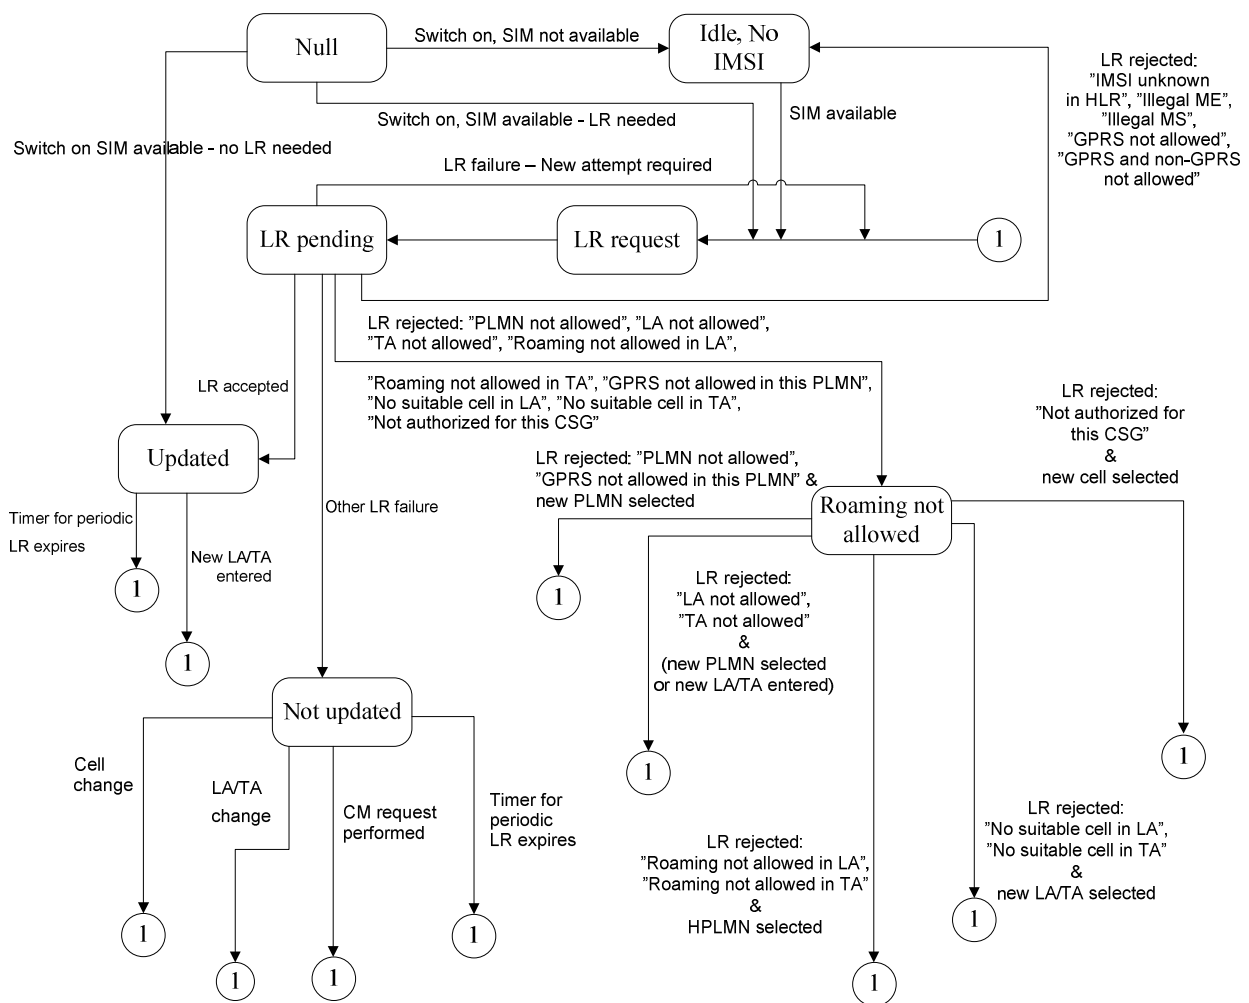 Null
Switch on, SIM not available
Idle, No
IMSI
LR rejected:
”IMSI unknown
in HLR”, ”Illegal ME”,
”Illegal MS”,
”GPRS not allowed”,
”GPRS and non-GPRS
not allowed”
SIM available
Switch on, SIM available - LR needed
Switch on SIM available - no LR needed
LR failure – New attempt required
LR pending
LR request
1
LR rejected: ”PLMN not allowed”, ”LA not allowed”,
”TA not allowed”, ”Roaming not allowed in LA”,
”Roaming not allowed in TA”, ”GPRS not allowed in this PLMN”,
”No suitable cell in LA”, ”No suitable cell in TA”,
”Not authorized for this CSG”
LR accepted
LR rejected:
”Not authorized for
this CSG”
&
new cell selected
Updated
LR rejected: ”PLMN not allowed”,
”GPRS not allowed in this PLMN” &
new PLMN selected
Other LR failure
Roaming not
allowed
Timer for periodic
LR expires
New LA/TA
entered
1
1
1
LR rejected:
”LA not allowed”,
”TA not allowed”
&
(new PLMN selected
or new LA/TA entered)
Not updated
1
1
Cell
change
LA/TA
change
CM request
performed
Timer for
periodic
LR expires
LR rejected:
”Roaming not allowed in LA”,
”Roaming not allowed in TA”
&
HPLMN selected
LR rejected:
”No suitable cell in LA”,
”No suitable cell in TA”
&
new LA/TA selected
1
1
1
1
1
1